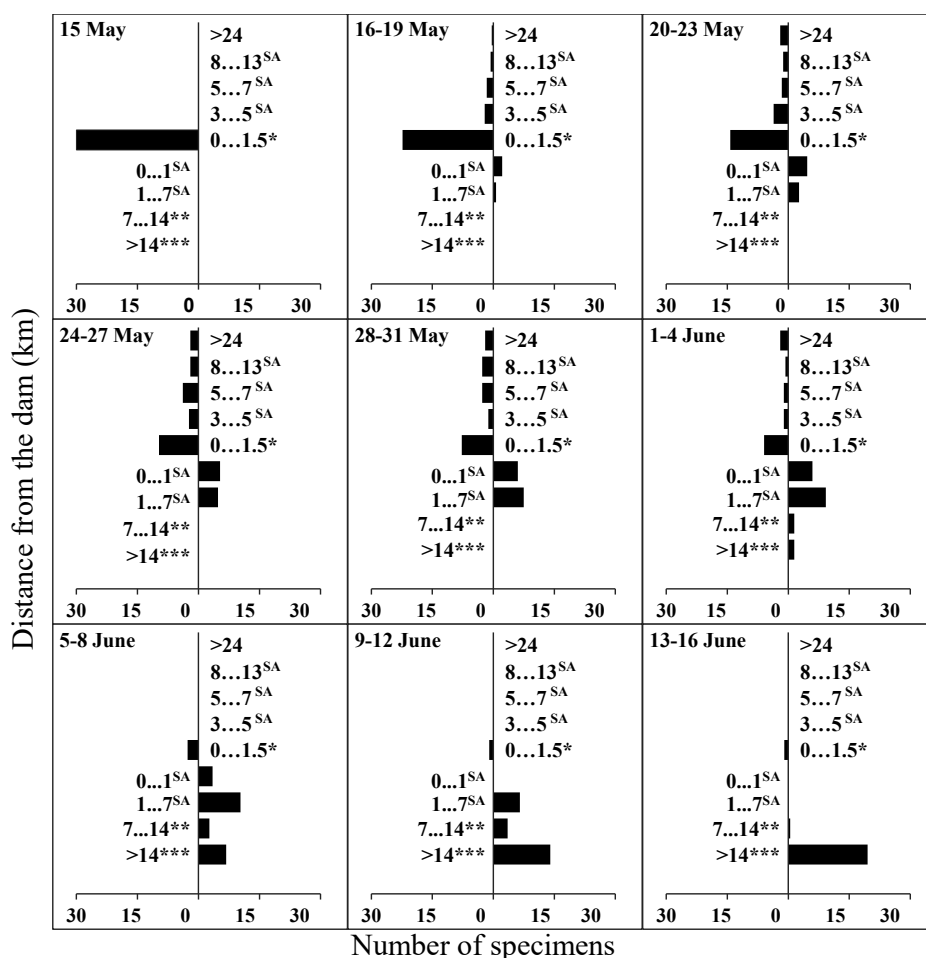 15 May
>24
8…13SA
5…7SA
3…5SA
0…1.5*
0...1SA
1...7SA
7...14**
>14***
30 15 0 15 30
16-19 May
>24
8…13SA
5…7SA
3…5SA
0…1.5*
0...1SA
1...7SA
7...14**
>14***
30 15 0 15 30
20-23 May
>24
8…13SA
5…7SA
3…5SA
0…1.5*
0...1SA
1...7SA
7...14**
>14***
30 15 0 15 30
24-27 May
>24
8…13SA
5…7SA
3…5SA
0…1.5*
0...1SA
1...7SA
7...14**
>14***
30 15 0 15 30
28-31 May
>24
8…13SA
5…7SA
3…5SA
0…1.5*
0...1SA
1...7SA
7...14**
>14***
30 15 0 15 30
1-4 June
>24
8…13SA
5…7SA
3…5SA
0…1.5*
0...1SA
1...7SA
7...14**
>14***
30 15 0 15 30
5-8 June
>24
8…13SA
5…7SA
3…5SA
0…1.5*
0...1SA
1...7SA
7...14**
>14***
30 15 0 15 30
9-12 June
>24
8…13SA
5…7SA
3…5SA
0…1.5*
0...1SA
1...7SA
7...14**
>14***
30 15 0 15 30
13-16 June
>24
8…13SA
5…7SA
3…5SA
0…1.5*
0...1SA
1...7SA
7...14**
>14***
30 15 0 15 30
Distance from the dam (km)
Number of specimens